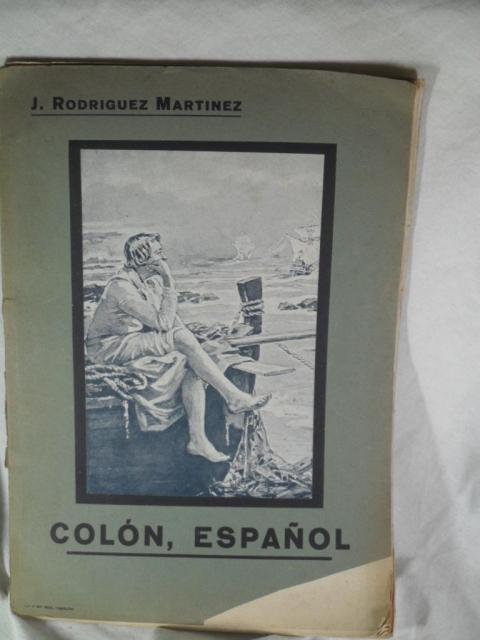 J. RODRIGUEZ MARTINEZ
COLÓN, ESPAÑOL